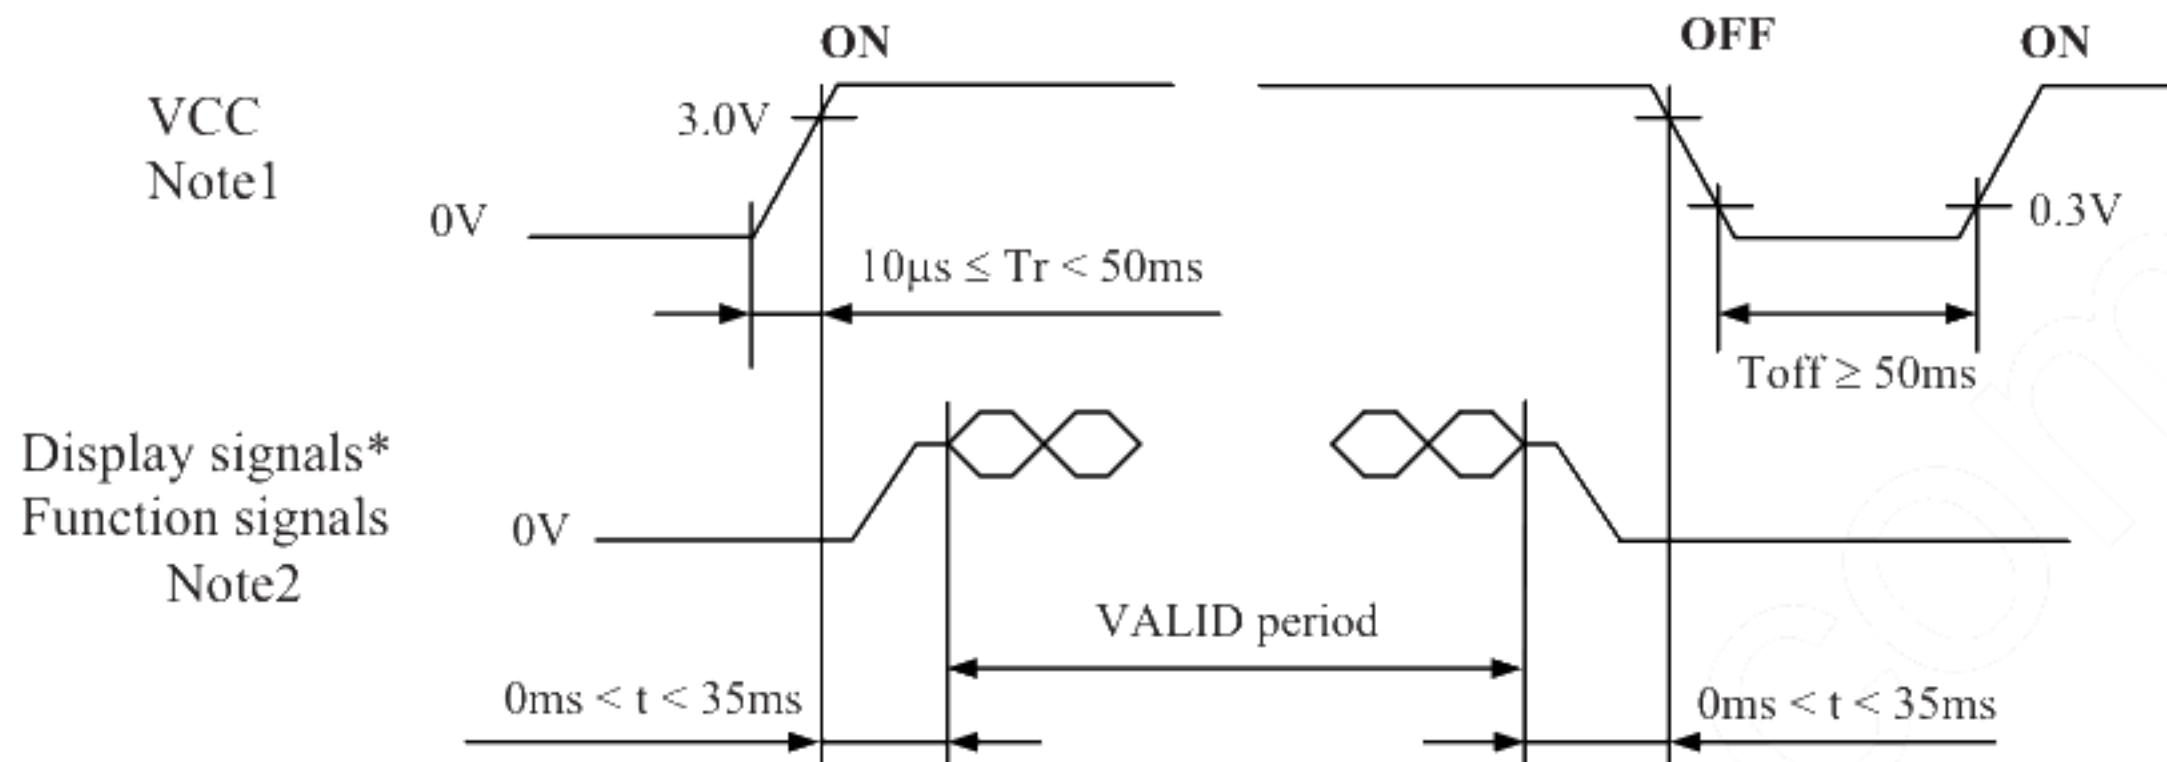 ON
OFF
ON
VCC
Note1
3.0V
0V
0.3V
10μs ≤ Tr < 50ms
Toff ≥ 50ms
Display signals*
Function signals
Note2
0V
VALID period
0ms < t < 35ms
0ms < t < 35ms